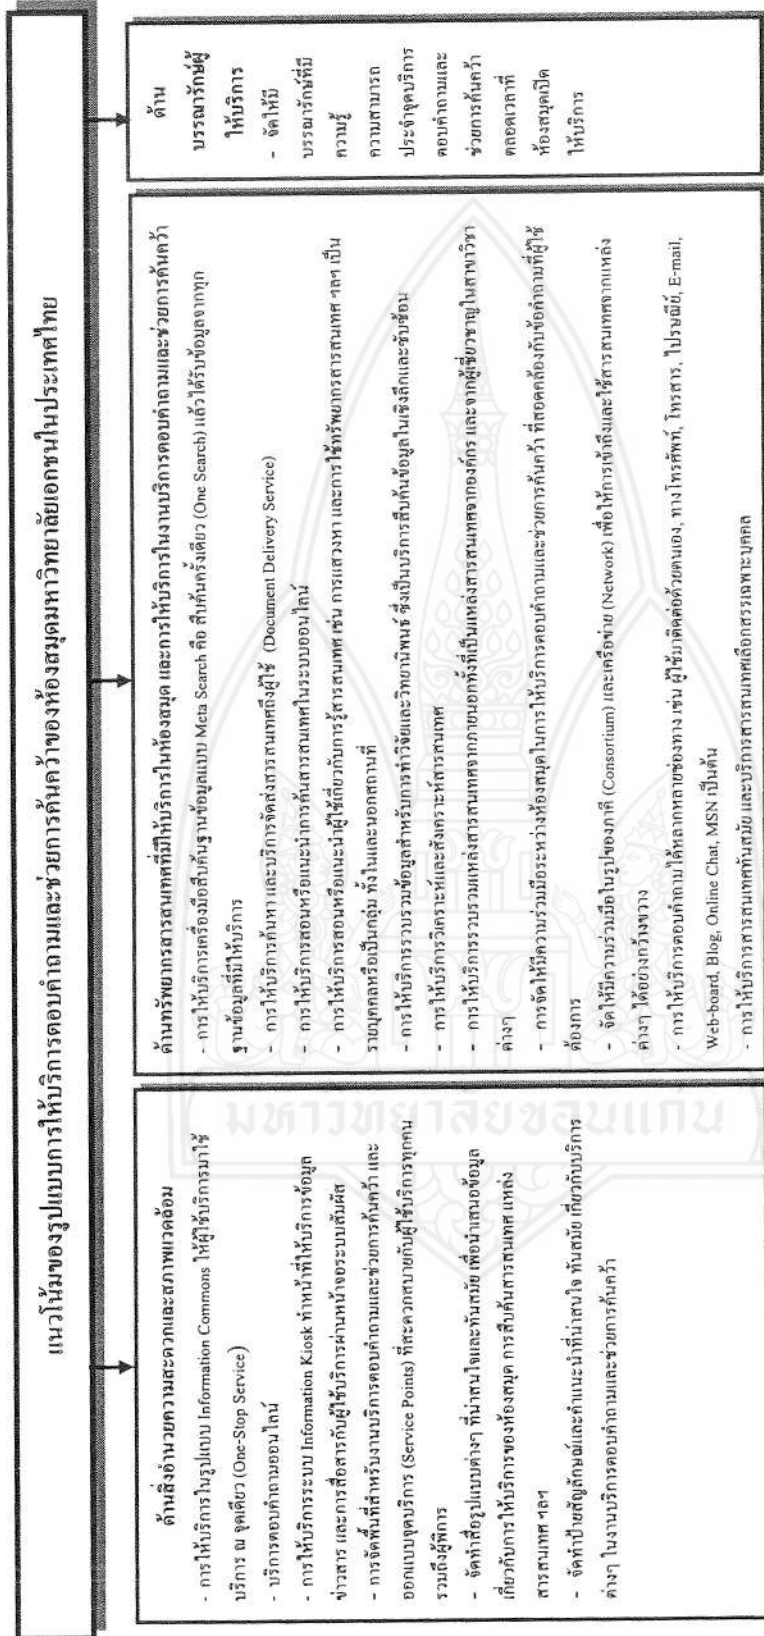 แนวโน้มของรูปแบบการให้บริการตอบคำถามและช่วยการค้นคว้าของห้องสมุดมหาวิทยาลัยเอกชนในประเทศไทย
ด้านสิ่งอำนวยความสะดวกและสภาพแวดล้อม
- การให้บริการในรูปแบบ Information Commons ให้ผู้ใช้บริการมาใช้
บริการ ณ จุดเดียว (One-Stop Service)
- บริการตอบคำถามออนไลน์
- การให้บริการระบบ Information Kiosk ทำหน้าที่ให้บริการข้อมูล
ข่าวสาร และการสื่อสารกับผู้ใช้บริการผ่านหน้าจอระบบสัมผัส
- การจัดพื้นที่สำหรับงานบริการตอบคำถามและช่วยการค้นคว้า และ
ออกแบบจุดบริการ (Service Points) ที่สะดวกสบายกับผู้ใช้บริการทุกคน
รวมถึงผู้พิการ
- จัดทำสื่อรูปแบบต่างๆ ที่น่าสนใจและทันสมัย เพื่อนำเสนอข้อมูล
เกี่ยวกับการให้บริการของห้องสมุด การสืบค้นสารสนเทศ แหล่ง
สารสนเทศ ฯลฯ
- จัดทำป้ายสัญลักษณ์และคำแนะนำที่น่าสนใจ ทันสมัย เกี่ยวกับบริการ
ต่างๆ ในงานบริการตอบคำถามและช่วยการค้นคว้า
ด้านทรัพยากรสารสนเทศที่มีให้บริการในห้องสมุด และการให้บริการในงานบริการตอบคำถามและช่วยการค้นคว้า
- การให้บริการเครื่องมือสืบค้นฐานข้อมูลแบบ Meta Search คือ สืบค้นครั้งเดียว (One Search) แล้วได้รับข้อมูลจากทุก
ฐานข้อมูลที่มีให้บริการ
- การให้บริการค้นหา และบริการจัดส่งสารสนเทศถึงผู้ใช้ (Document Delivery Service)
- การให้บริการสอนหรือแนะนำการค้นสารสนเทศในระบบออนไลน์
- การให้บริการสอนหรือแนะนำผู้ใช้เกี่ยวกับการรู้สารสนเทศ เช่น การแสวงหา และการใช้ทรัพยากรสารสนเทศ ฯลฯ เป็น
รายบุคคลหรือเป็นกลุ่ม ทั้งในและนอกสถานที่
- การให้บริการรวบรวมข้อมูลสำหรับการทำวิจัยและวิทยานิพนธ์ ซึ่งเป็นบริการสืบค้นข้อมูลในเชิงลึกและซับซ้อน
- การให้บริการวิเคราะห์และสังเคราะห์สารสนเทศ
- การให้บริการรวบรวมแหล่งสารสนเทศจากภายนอกทั้งที่เป็นแหล่งสารสนเทศจากองค์กร และจากผู้เชี่ยวชาญในสาขาวิชา
ต่างๆ
- การจัดให้มีความร่วมมือระหว่างห้องสมุดในการให้บริการตอบคำถามและช่วยการค้นคว้า ที่สอดคล้องกับข้อคำถามที่ผู้ใช้
ต้องการ
- จัดให้มีความร่วมมือในรูปของภาคี (Consortium) และเครือข่าย (Network) เพื่อให้การเข้าถึงและใช้สารสนเทศจากแหล่ง
ต่างๆ ได้อย่างกว้างขวาง
- การให้บริการตอบคำถามได้หลากหลายช่องทาง เช่น ผู้ใช้มาติดต่อด้วยตนเอง, ทางโทรศัพท์, โทรสาร, ไปรษณีย์, E-mail,
Web-board, Blog, Online Chat, MSN เป็นต้น
- การให้บริการสารสนเทศทันสมัย และบริการสารสนเทศเลือกสรรเฉพาะบุคคล
ด้าน
บรรณารักษ์ผู้
ให้บริการ
- จัดให้มี
บรรณารักษ์ที่มี
ความรู้
ความสามารถ
ประจำจุดบริการ
ตอบคำถามและ
ช่วยการค้นคว้า
ตลอดเวลาที่
ห้องสมุดเปิด
ให้บริการ
มหาวิทยาลัยขอนแก่น